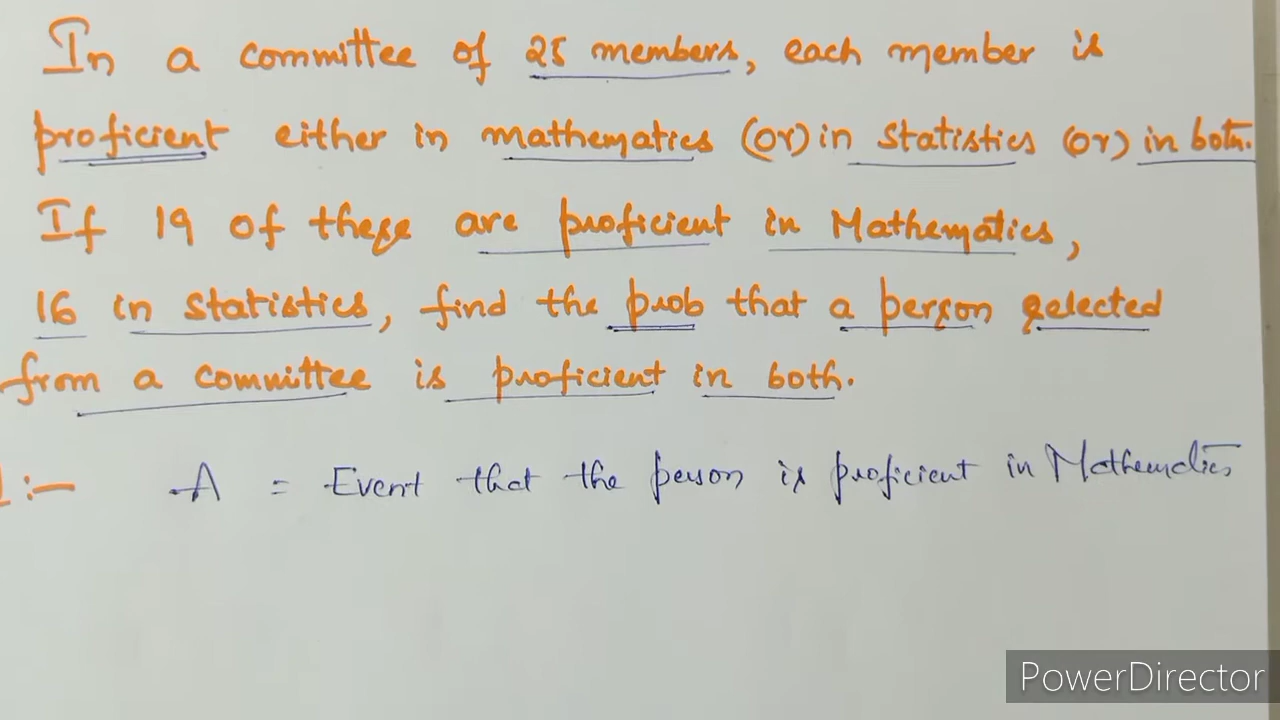 In a committee of 25 members, each member is
proficient either in mathematics (or) in statistics (or) in both.
If 19 of these are proficient in Mathematics,
16 in statistics, find the prob that a person selected
from a committee is proficient in both.
:- A = Event that the person is proficient in Mathematics
PowerDirector